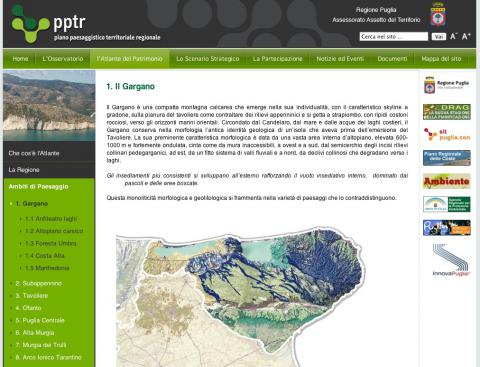 pptr
piano paesaggistico territoriale regionale
Regione Puglia
Assessorato Assetto del Territorio
Cerca nel sito ... Vai A- A+
Home L'Osservatorio l'Atlante del Patrimonio Lo Scenario Strategico La Partecipazione Notizie ed Eventi Documenti Mappa del sito
Che cos'è l'Atlante
La Regione
Ambiti di Paesaggio
1. Gargano
1.1 Anfiteatro laghi
1.2 Altopiano carsico
1.3 Foresta Umbra
1.4 Costa Alta
1.5 Manfredonia
2. Subappennino
3. Tavoliere
4. Ofanto
5. Puglia Centrale
6. Alta Murgia
7. Murgia dei Trulli
8. Arco Ionico Tarantino
1. Il Gargano
Il Gargano è una compatta montagna calcarea che emerge nella sua individualità, con il caratteristico skyline a
gradone, sulla pianura del tavoliere come contraltare dei rilievi appenninici e si getta a strapiombo, con ripidi costoni
rocciosi, verso gli orizzonti marini orientali. Circondato dal Candelaro, dal mare e dalle acque dei laghi costieri, il
Gargano conserva nella morfologia l'antica identità geologica di un'isola che aveva prima dell'emersione del
Tavoliere. La sua preminente caratteristica morfologica è data da una vasta area interna d'altopiano, elevata 600-
1000 m e fortemente ondulata, cinta come da mura inaccessibili, a ovest e a sud, dal semicerchio degli incisi rilievi
collinari pedegarganici, ad est, da un fitto sistema di valli fluviali e a nord, da declivi collinosi che degradano verso i
laghi.
Gli insediamenti più consistenti si sviluppano all'esterno rafforzando il vuoto insediativo interno, dominato dai
pascoli e dalle aree boscate.
Questa monoliticità morfologica e geolitologica si frammenta nella varietà di paesaggi che lo contraddistinguono.
Regione Puglia
DRAG
LA NUOVA STAGIONE
DELLA PIANIFICAZIONE
sit
puglia.con
Piano Regionale
delle Coste
Ambiente
Puglia
InnovaPuglia